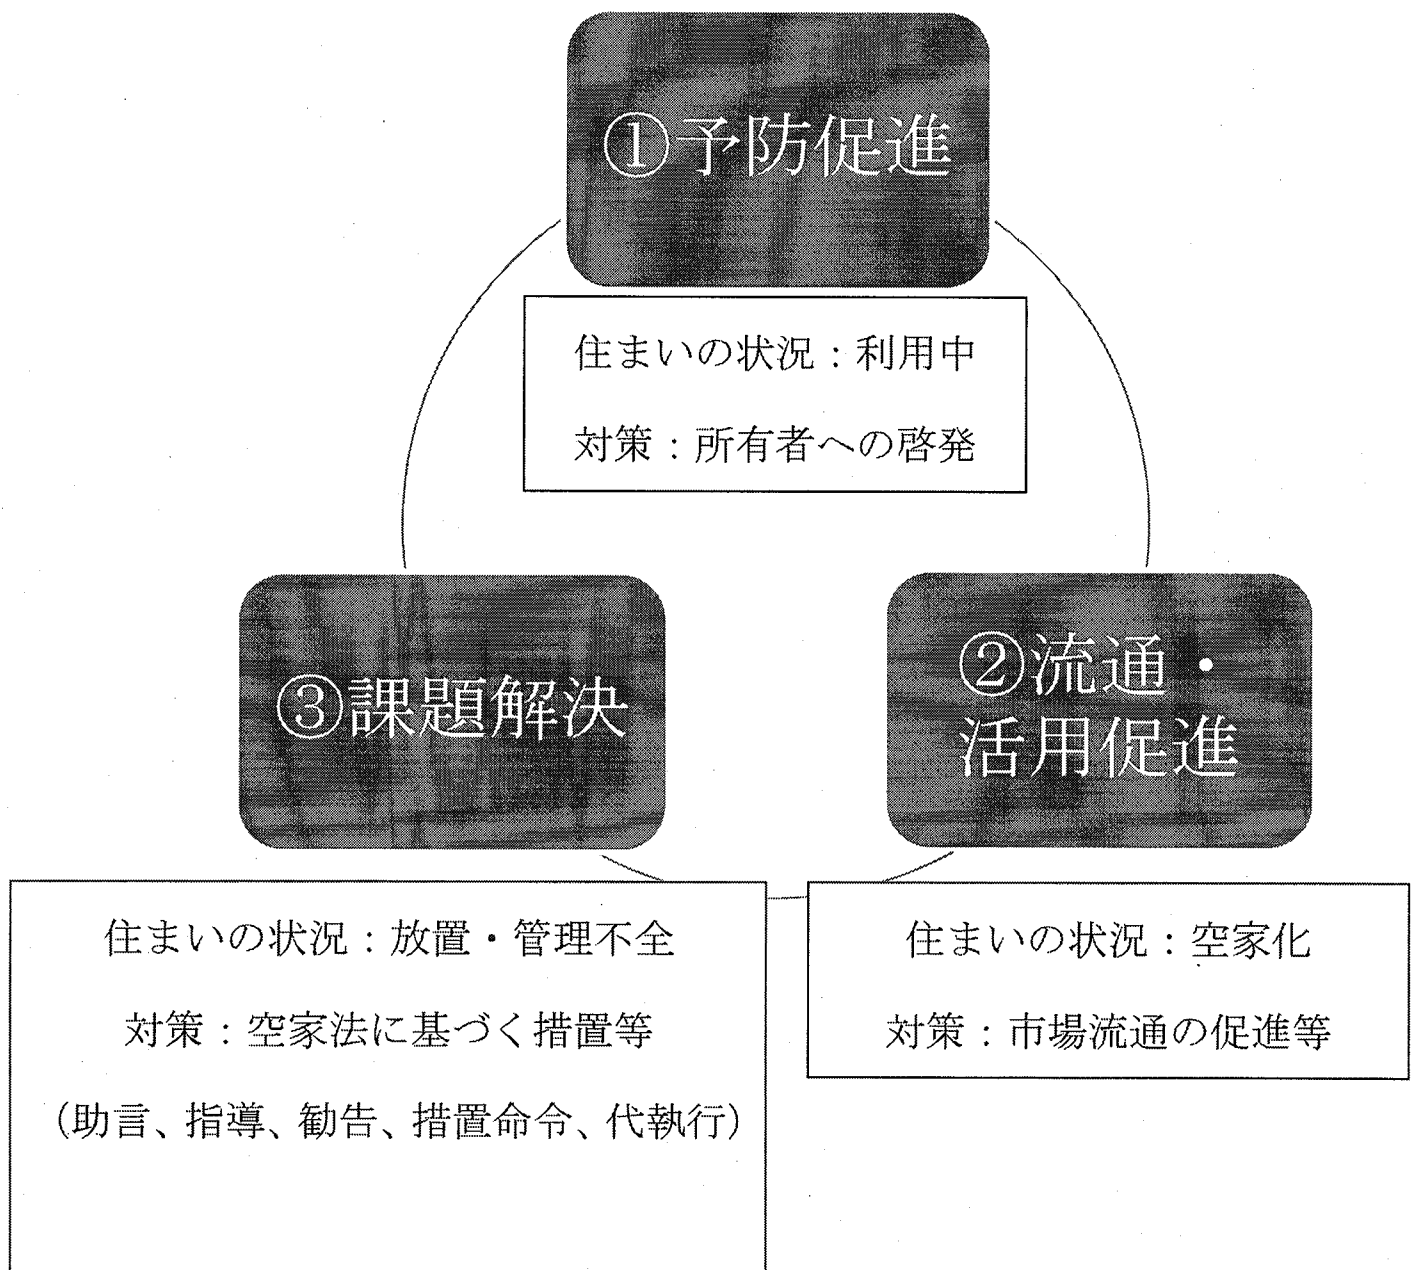 ①予防促進
住まいの状況：利用中
対策：所有者への啓発
②流通・
活用促進
住まいの状況：空家化
対策：市場流通の促進等
③課題解決
住まいの状況：放置・管理不全
対策：空家法に基づく措置等
（助言、指導、勧告、措置命令、代執行）